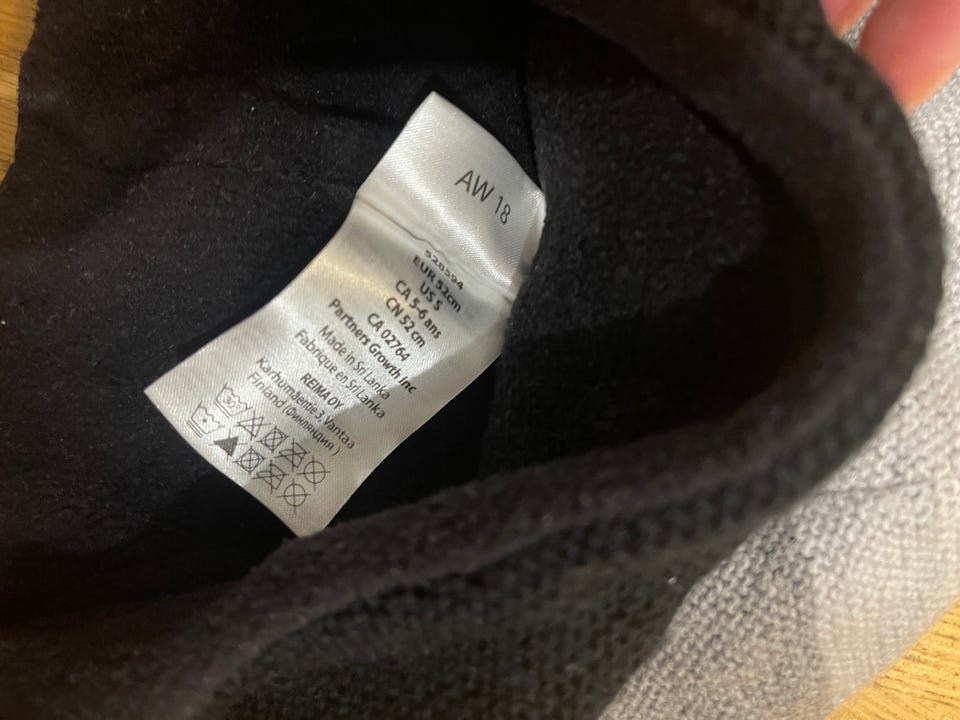 AW 18
528594
EUR 52cm
US S
CA 5-6 ans
CN 52 cm
CA 02764
Partners Growth Inc
Made in Sri Lanka
Fabrique en Sri Lanka
REIMA OY
Karhumäentie 3, Vantaa
Finland (Финляндия)